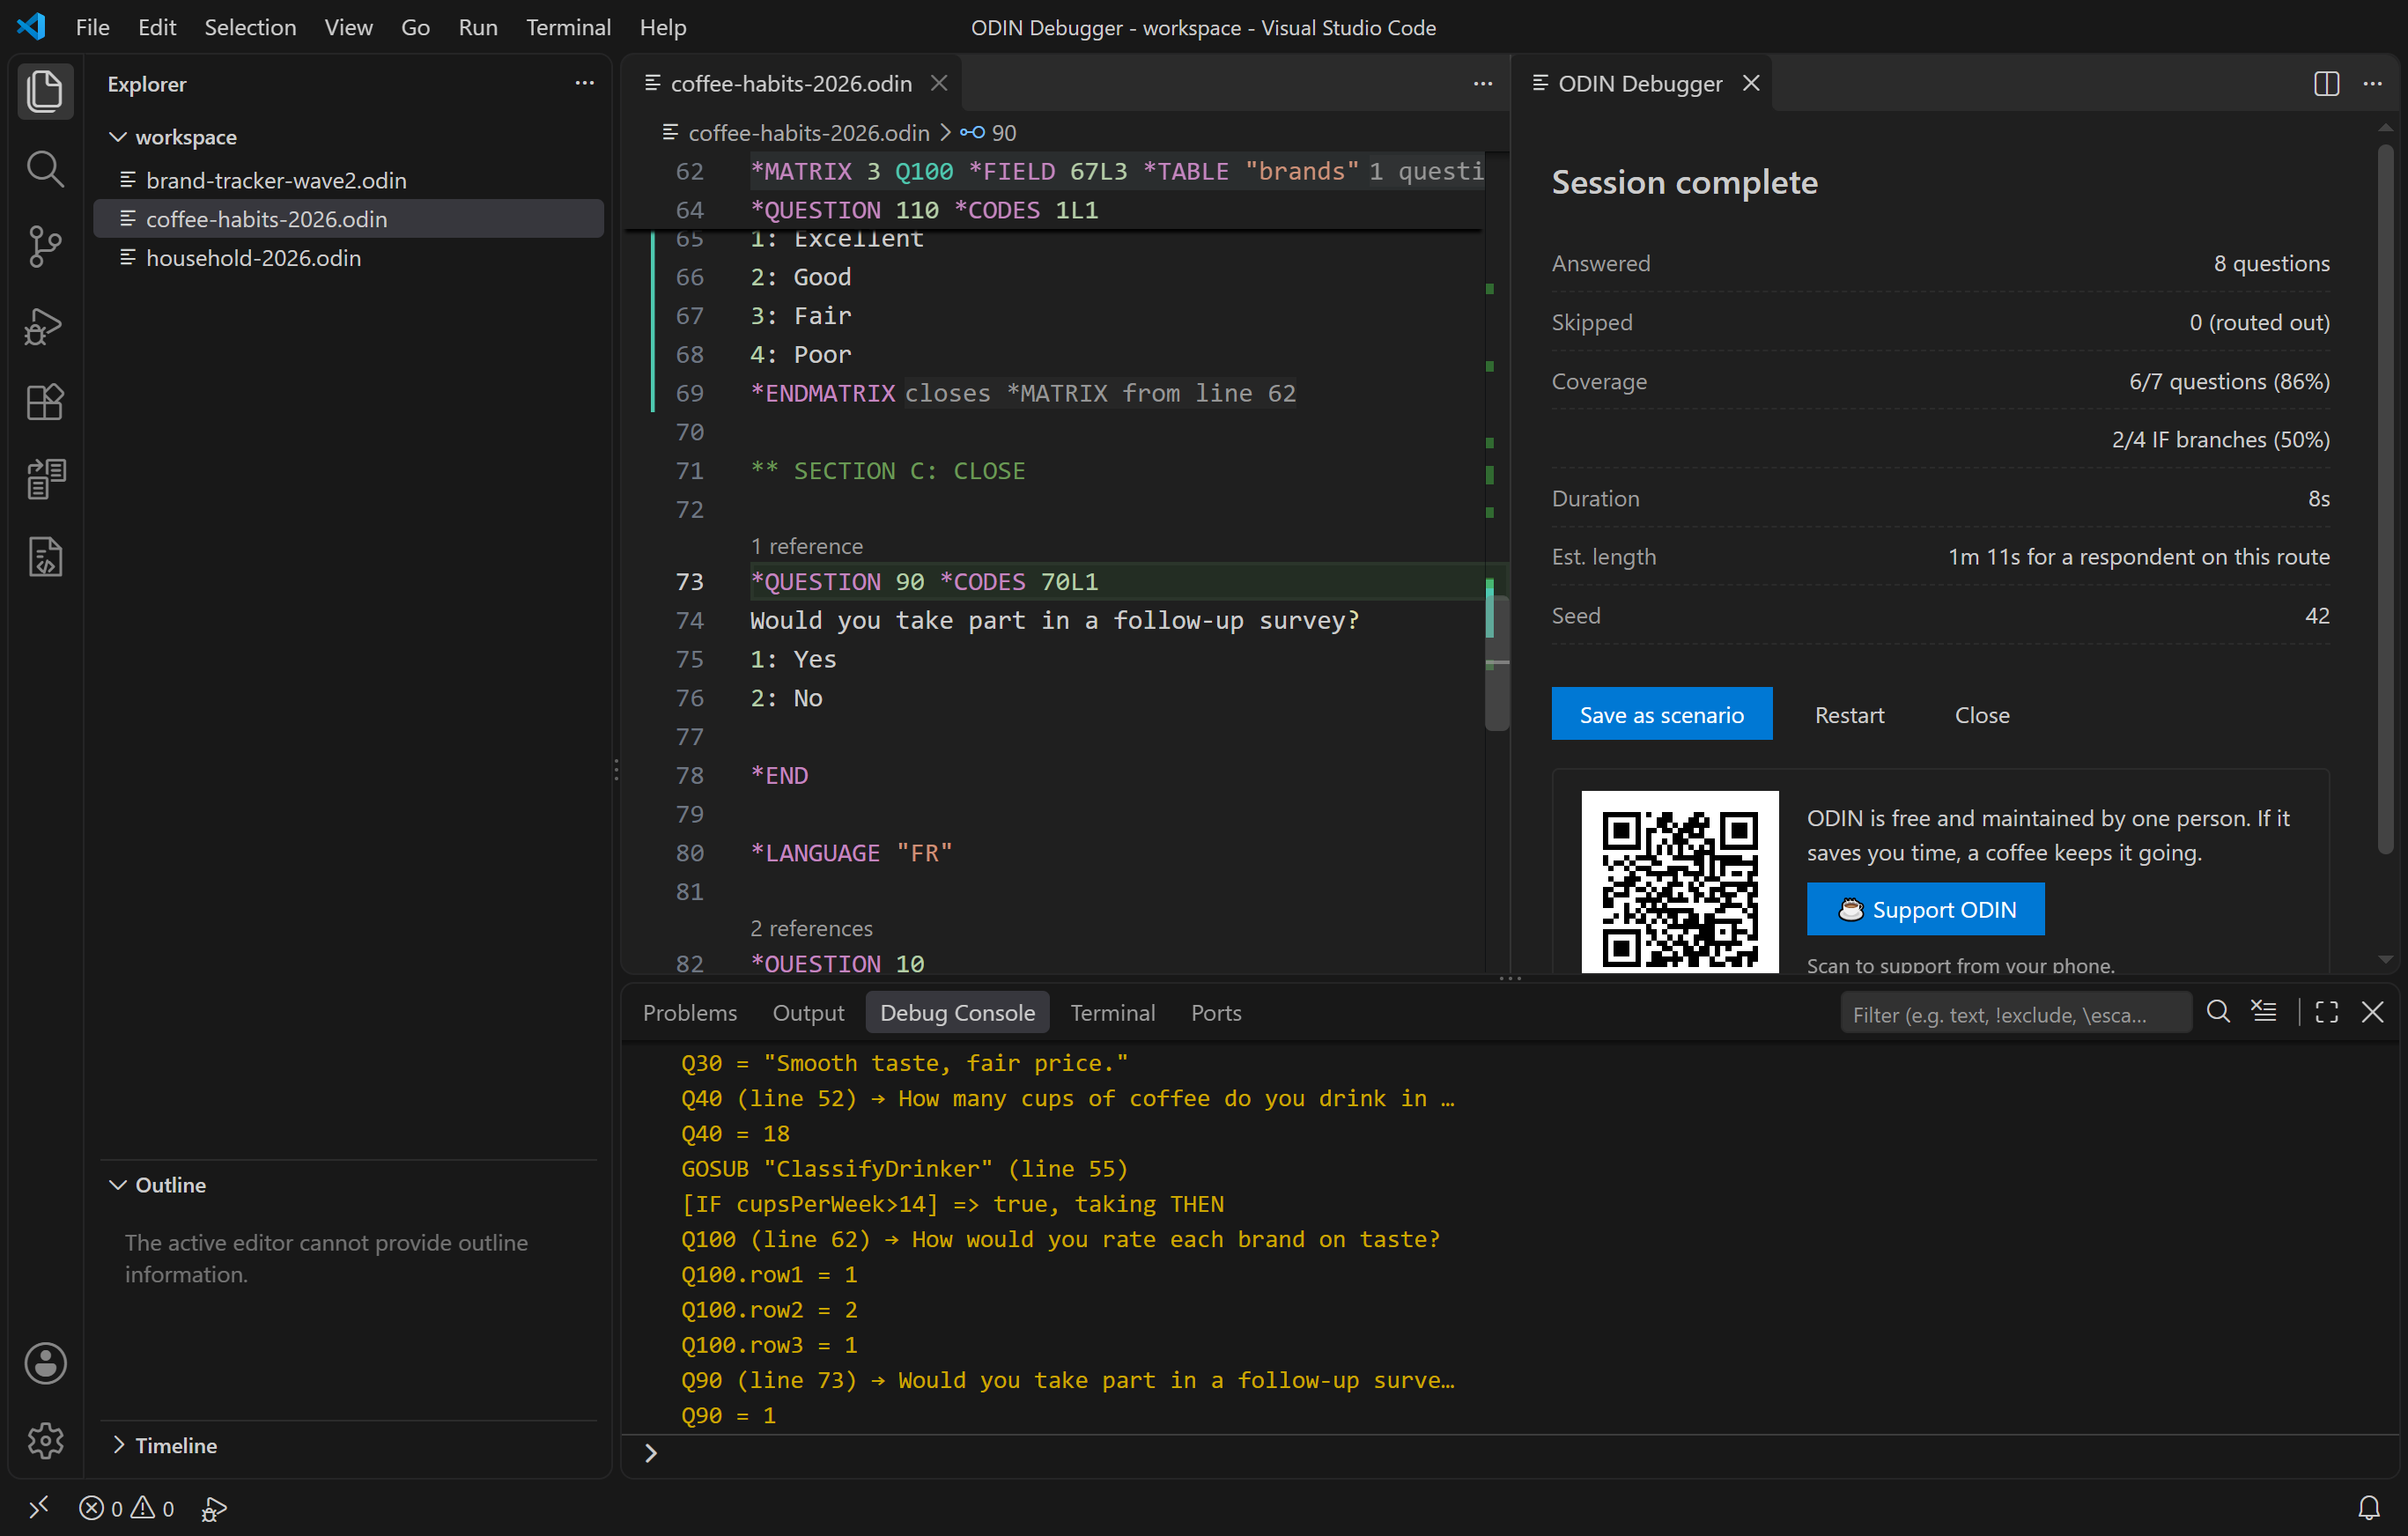 File Edit Selection View Go Run Terminal Help
ODIN Debugger - workspace - Visual Studio Code
Explorer
workspace
brand-tracker-wave2.odin
coffee-habits-2026.odin
household-2026.odin
Outline
The active editor cannot provide outline
information.
Timeline
0 0
coffee-habits-2026.odin
coffee-habits-2026.odin 90
62 *MATRIX 3 Q100 *FIELD 67L3 *TABLE "brands" 1 questi
64 *QUESTION 110 *CODES 1L1
65 1: Excellent
66 2: Good
67 3: Fair
68 4: Poor
69 *ENDMATRIX closes *MATRIX from line 62
70
71 ** SECTION C: CLOSE
72
1 reference
73 *QUESTION 90 *CODES 70L1
74 Would you take part in a follow-up survey?
75 1: Yes
76 2: No
77
78 *END
79
80 *LANGUAGE "FR"
81
2 references
82 *QUESTION 10
ODIN Debugger
Session complete
Answered 8 questions
Skipped 0 (routed out)
Coverage 6/7 questions (86%)
2/4 IF branches (50%)
Duration 8s
Est. length 1m 11s for a respondent on this route
Seed 42
Save as scenario Restart Close
ODIN is free and maintained by one person. If it
saves you time, a coffee keeps it going.
Support ODIN
Scan to support from your phone.
Problems Output Debug Console Terminal Ports
Filter (e.g. text, !exclude, \esca...
Q30 = "Smooth taste, fair price."
Q40 (line 52) → How many cups of coffee do you drink in …
Q40 = 18
GOSUB "ClassifyDrinker" (line 55)
[IF cupsPerWeek>14] => true, taking THEN
Q100 (line 62) → How would you rate each brand on taste?
Q100.row1 = 1
Q100.row2 = 2
Q100.row3 = 1
Q90 (line 73) → Would you take part in a follow-up surve…
Q90 = 1